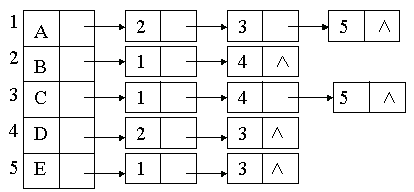 1 A 2 3 5 ∧
2 B 1 4 ∧
3 C 1 4 5 ∧
4 D 2 3 ∧
5 E 1 3 ∧